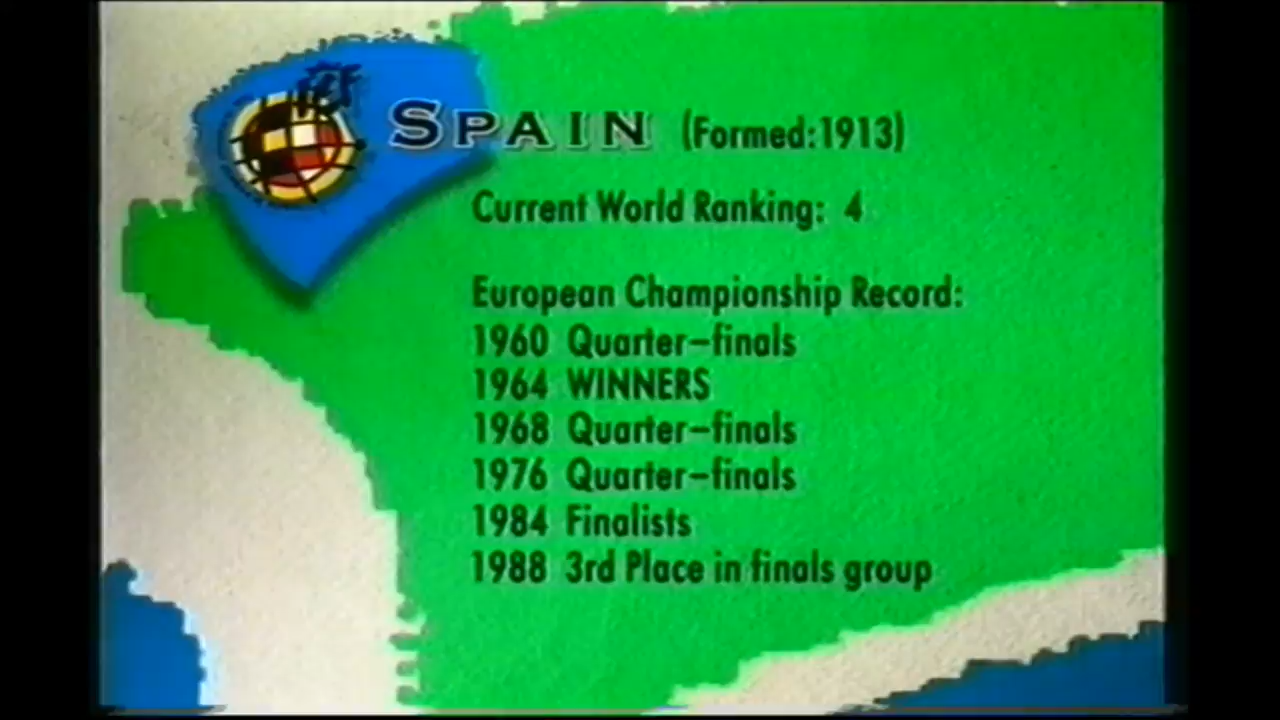 SPAIN (Formed:1913)
Current World Ranking: 4
European Championship Record:
1960 Quarter–finals
1964 WINNERS
1968 Quarter–finals
1976 Quarter–finals
1984 Finalists
1988 3rd Place in finals group